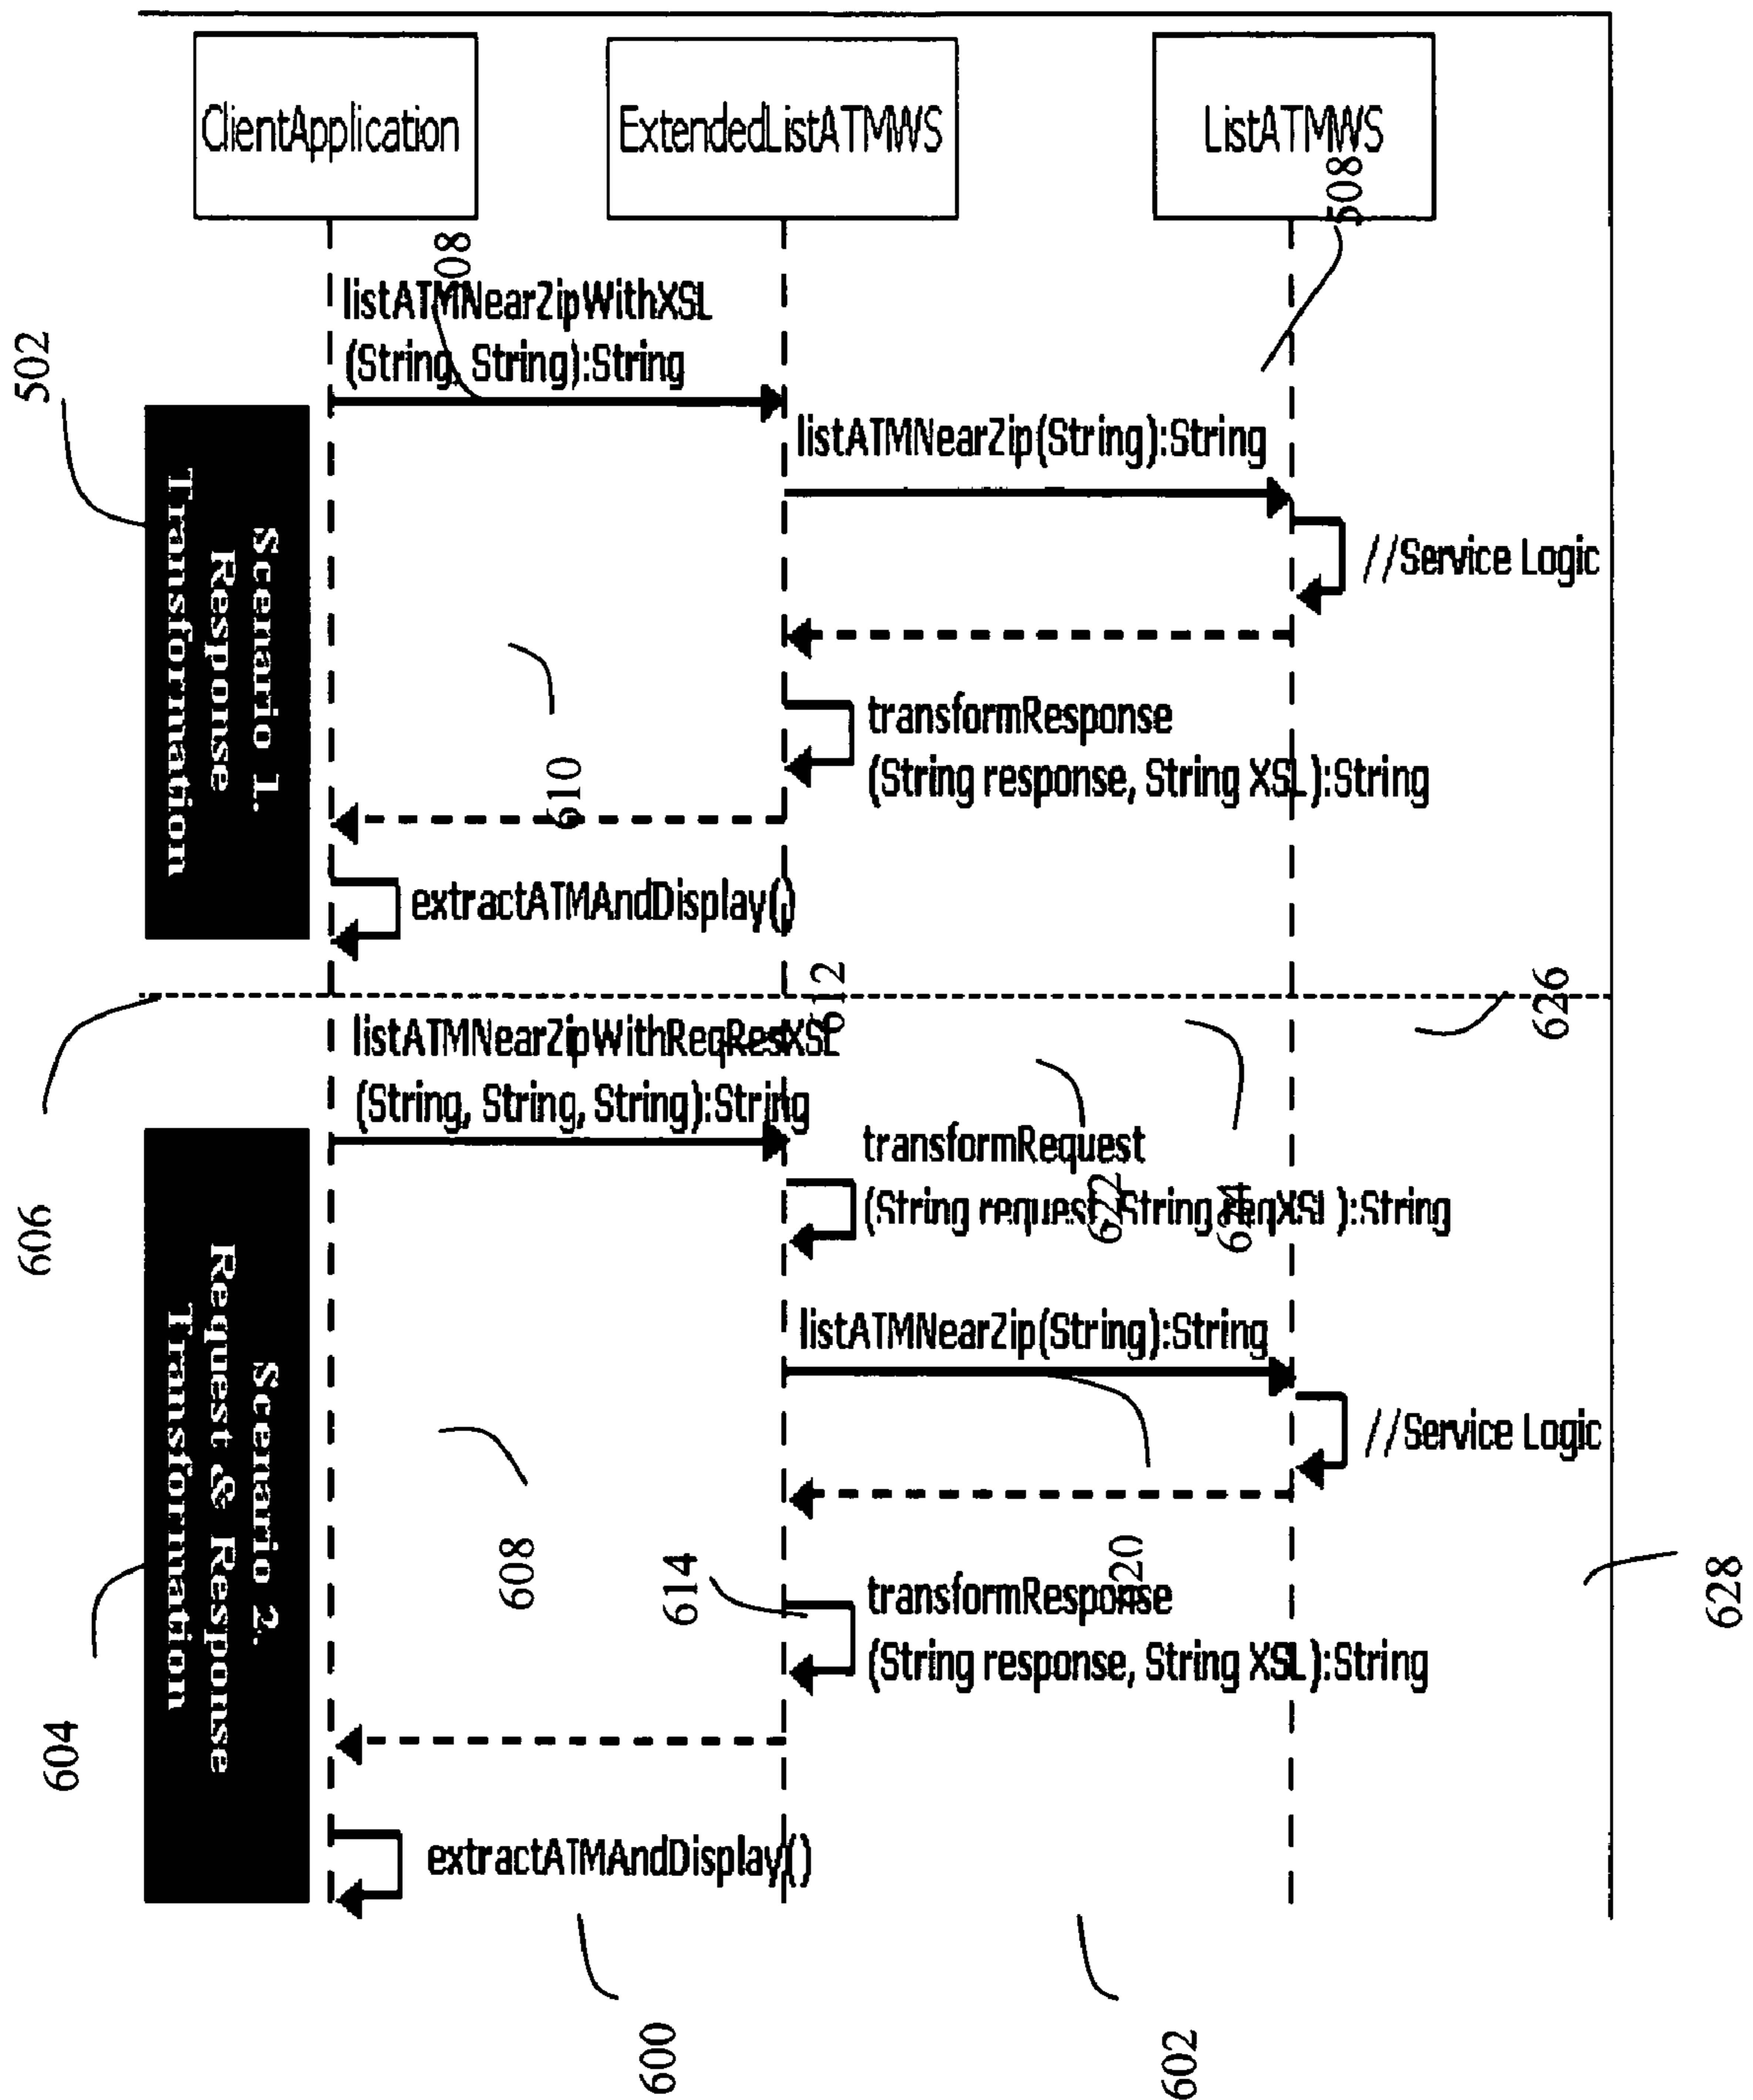 ClientApplication
ExtendedListATMWS
ListATMWS
508
listATMNearZipWithXSL
(String, String):String
502
listATMNearZip(String):String
Scenario 1.
Response
Transformation
//Service Logic
transformResponse
(String response, String XSL):String
610
extractATMAndDisplay()
612
626
listATMNearZipWithReqResXSL
(String, String, String):String
606
transformRequest
(String request, String reqXSL):String
622
624
listATMNearZip(String):String
Scenario 2.
Request & Response
Transformation
//Service Logic
608
614
transformResponse
(String response, String XSL):String
628
604
extractATMAndDisplay()
600
602